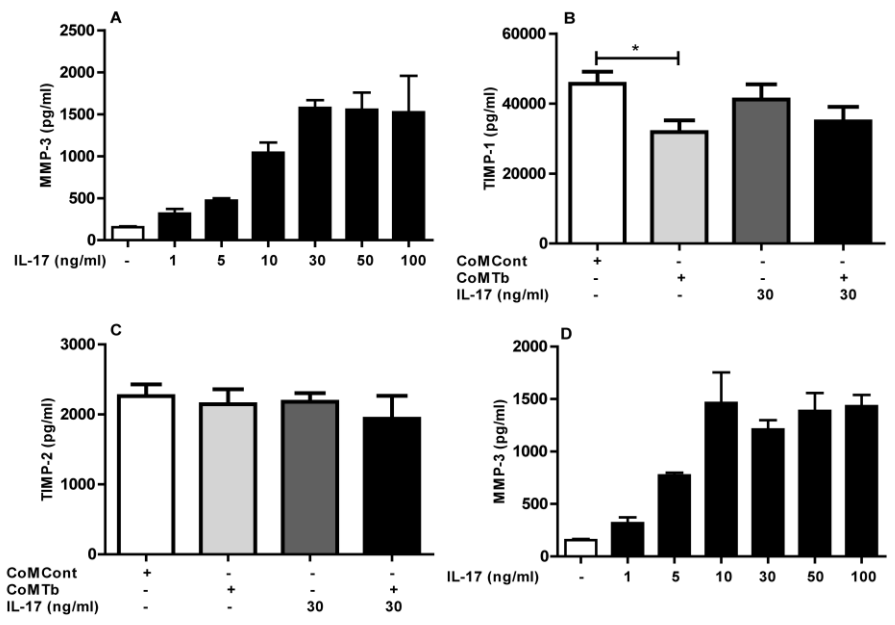 A
MMP-3 (pg/ml)
2500
2000
1500
1000
500
0
IL-17 (ng/ml) - 1 5 10 30 50 100
B
TIMP-1 (pg/ml)
60000
40000
20000
0
*
CoMCont + - - -
CoMTb - + - +
IL-17 (ng/ml) - - 30 30
C
TIMP-2 (pg/ml)
3000
2000
1000
0
CoMCont + - - -
CoMTb - + - +
IL-17 (ng/ml) - - 30 30
D
MMP-3 (pg/ml)
2000
1500
1000
500
0
IL-17 (ng/ml) - 1 5 10 30 50 100